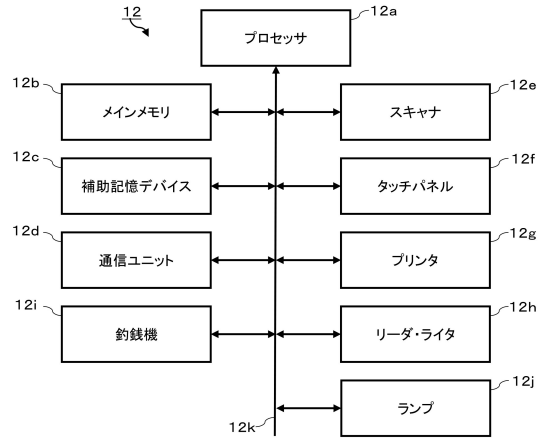 12
プロセッサ
12a
12b
メインメモリ
12e
スキャナ
12c
補助記憶デバイス
12f
タッチパネル
12d
通信ユニット
12g
プリンタ
12i
釣銭機
12h
リーダ・ライタ
12j
ランプ
12k